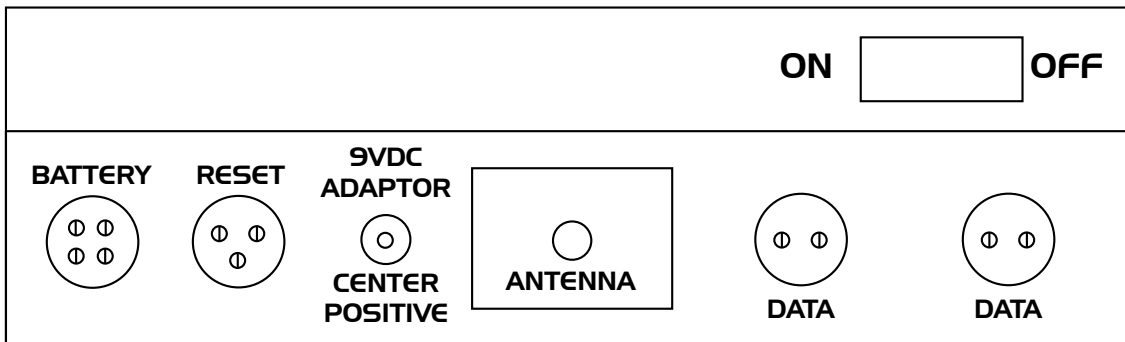 ON
OFF
BATTERY
RESET
9VDC
ADAPTOR
CENTER
POSITIVE
ANTENNA
DATA
DATA